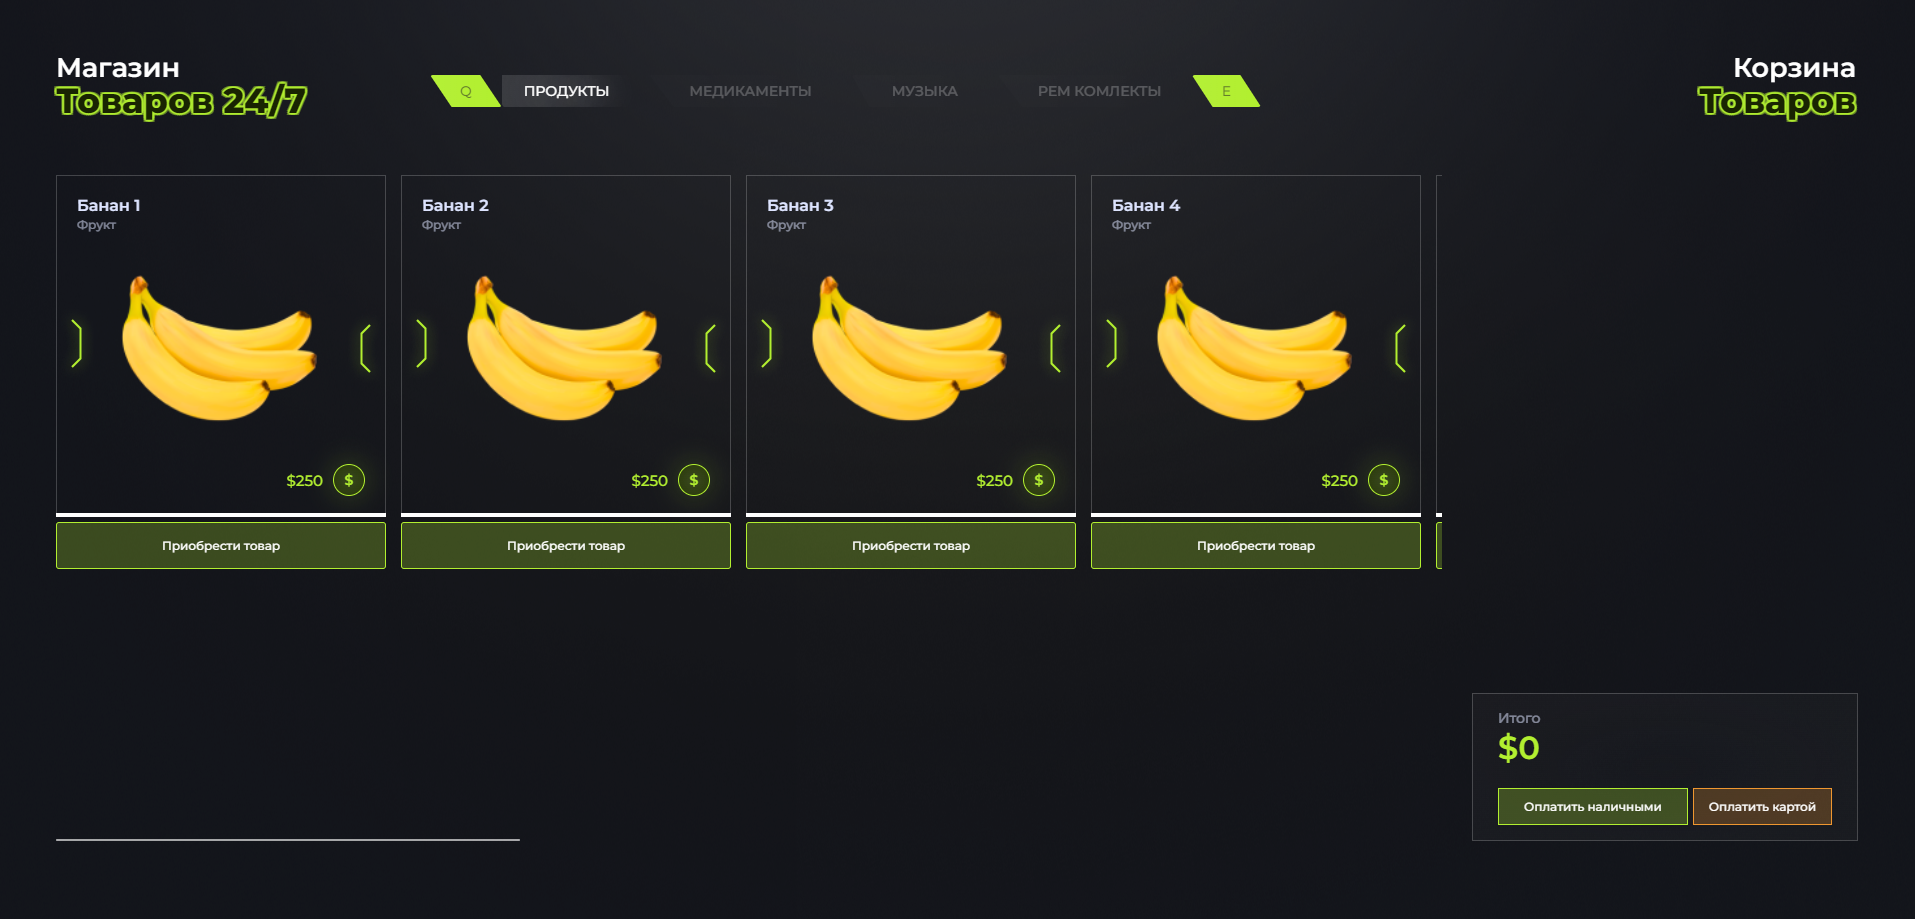 Магазин
Товаров 24/7
Q
ПРОДУКТЫ
МЕДИКАМЕНТЫ
МУЗЫКА
РЕМ КОМЛЕКТЫ
E
Корзина
Товаров
Банан 1
Фрукт
$250
$
Приобрести товар
Банан 2
Фрукт
$250
$
Приобрести товар
Банан 3
Фрукт
$250
$
Приобрести товар
Банан 4
Фрукт
$250
$
Приобрести товар
Итого
$0
Оплатить наличными
Оплатить картой